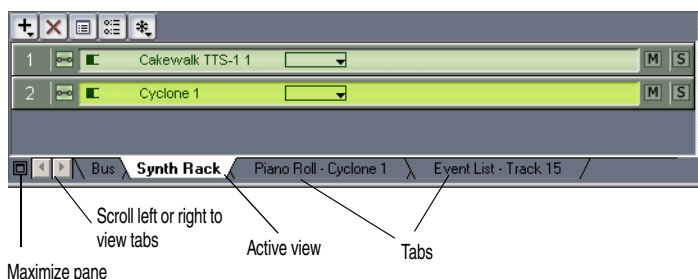 1 Cakewalk TTS-1 1 M S
2 Cyclone 1 M S
Bus Synth Rack Piano Roll - Cyclone 1 Event List - Track 15
Scroll left or right to
view tabs
Active view
Tabs
Maximize pane